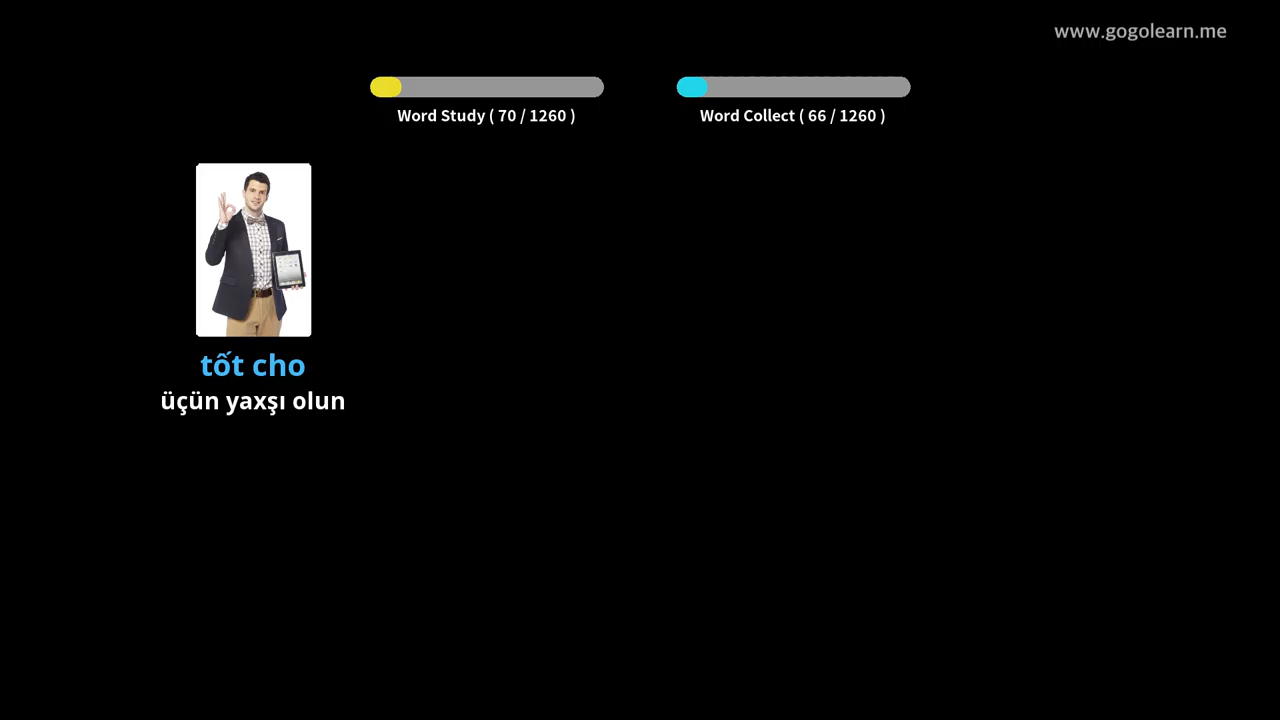 www.gogolearn.me
Word Study ( 70 / 1260 )
Word Collect ( 66 / 1260 )
tốt cho
üçün yaxşı olun